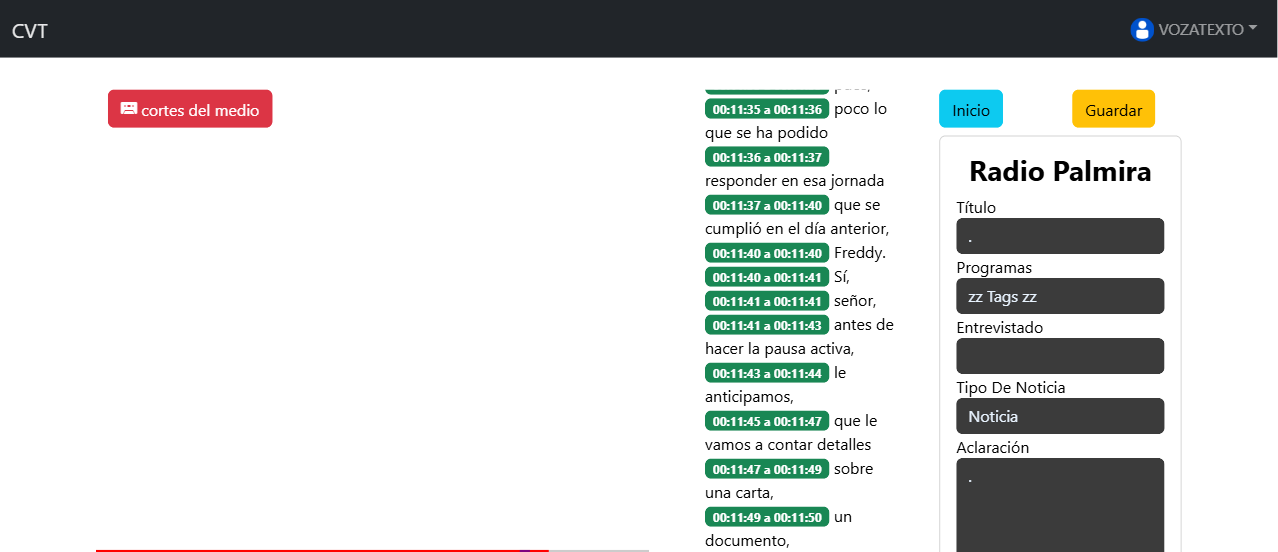 CVT
VOZATEXTO
cortes del medio
00:11:35 a 00:11:36 poco lo
que se ha podido
00:11:36 a 00:11:37
responder en esa jornada
00:11:37 a 00:11:40 que se
cumplió en el día anterior,
00:11:40 a 00:11:40 Freddy.
00:11:40 a 00:11:41 Sí,
00:11:41 a 00:11:41 señor,
00:11:41 a 00:11:43 antes de
hacer la pausa activa,
00:11:43 a 00:11:44 le
anticipamos,
00:11:45 a 00:11:47 que le
vamos a contar detalles
00:11:47 a 00:11:49 sobre
una carta,
00:11:49 a 00:11:50 un
documento,
Inicio
Guardar
Radio Palmira
Título
.
Programas
zz Tags zz
Entrevistado
Tipo De Noticia
Noticia
Aclaración
.